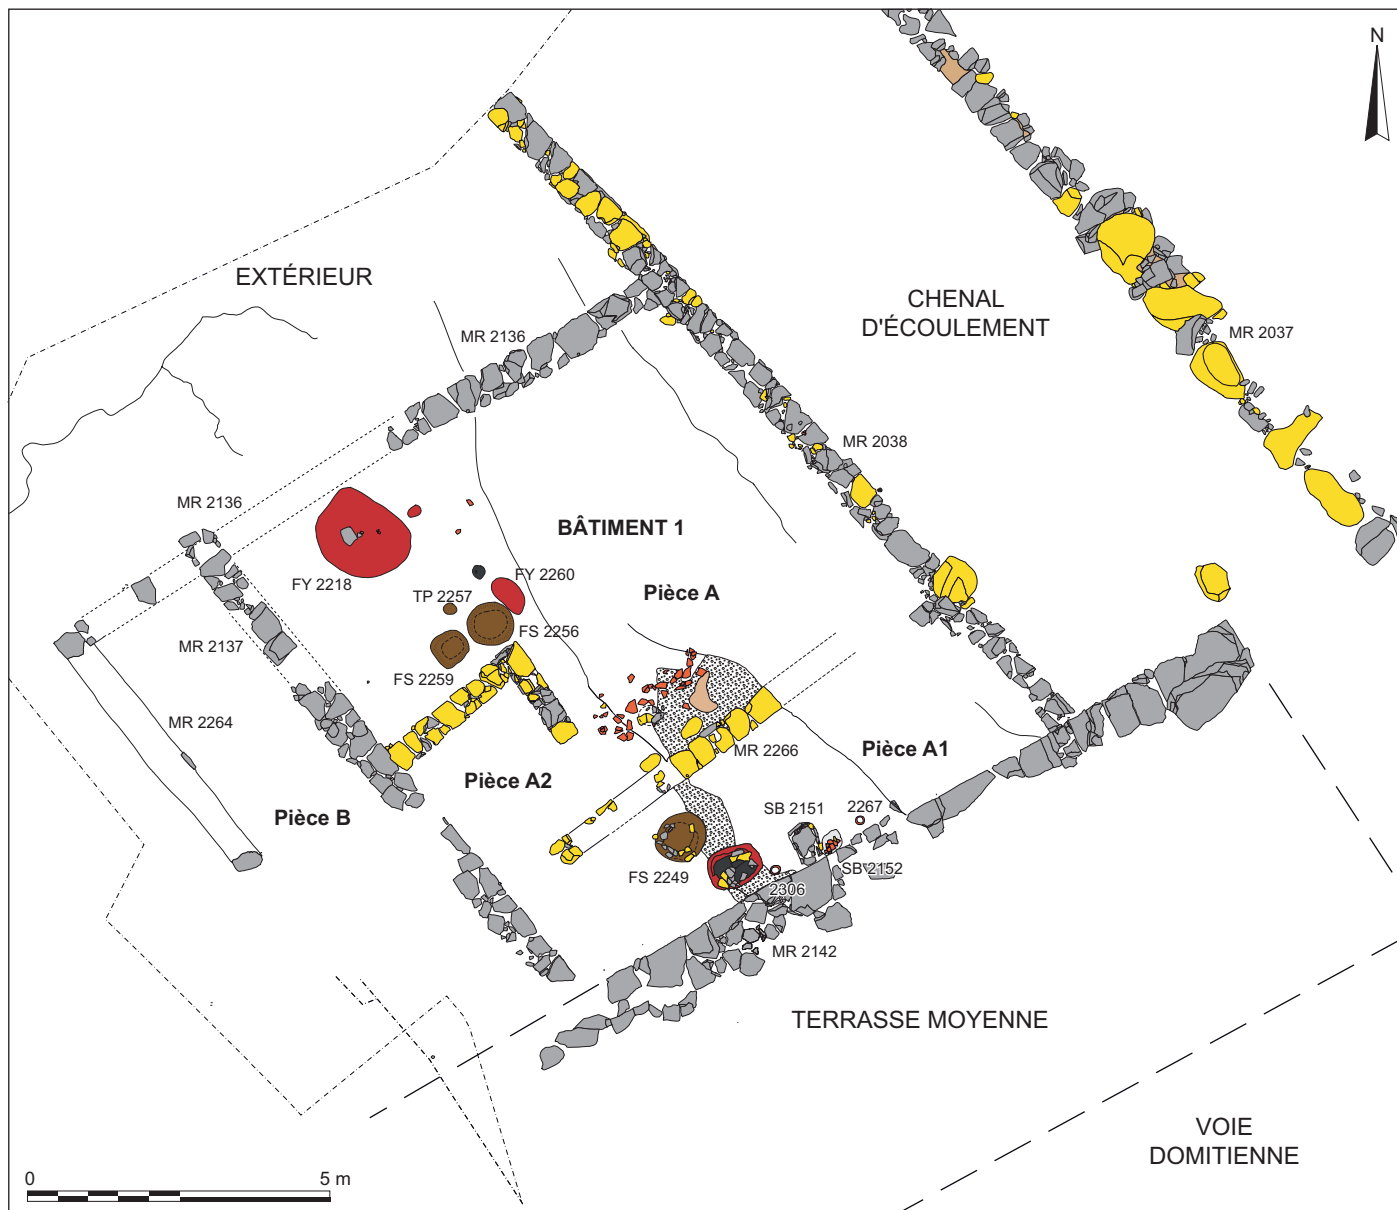 N
EXTÉRIEUR
CHENAL
D'ÉCOULEMENT
MR 2136
MR 2037
MR 2038
MR 2136
BÂTIMENT 1
FY 2218
FY 2260
TP 2257
Pièce A
FS 2256
MR 2137
FS 2259
MR 2264
MR 2266
Pièce A1
Pièce A2
Pièce B
SB 2151
2267
SB 2152
FS 2249
2306
MR 2142
TERRASSE MOYENNE
VOIE
DOMITIENNE
0
5 m